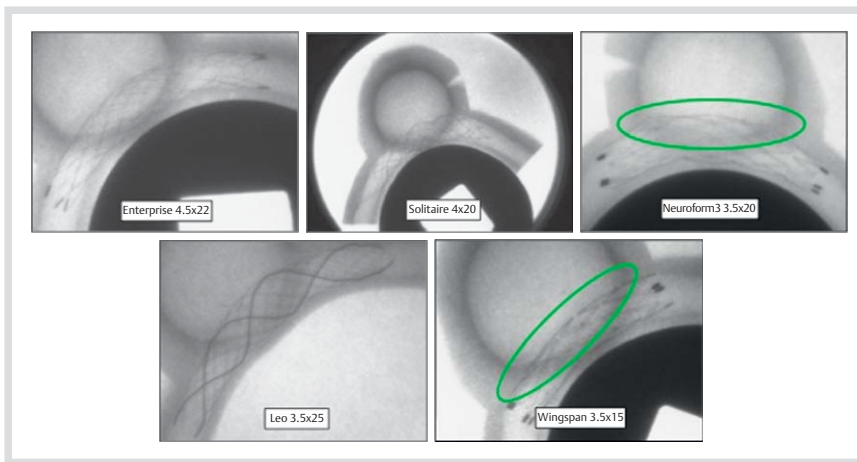 Enterprise 4.5x22
Solitaire 4x20
Neuroform3 3.5x20
Leo 3.5x25
Wingspan 3.5x15